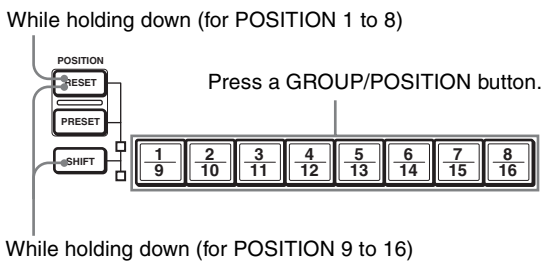 While holding down (for POSITION 1 to 8)
POSITION
RESET
Press a GROUP/POSITION button.
PRESET
SHIFT
1 2 3 4 5 6 7 8
9 10 11 12 13 14 15 16
While holding down (for POSITION 9 to 16)